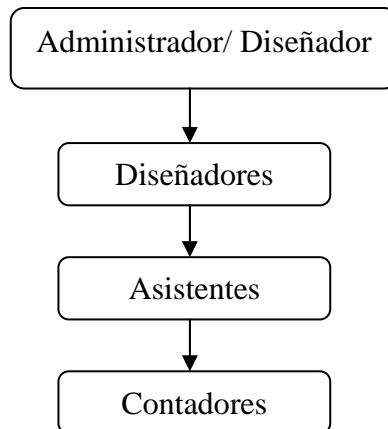 Administrador/ Diseñador
Diseñadores
Asistentes
Contadores